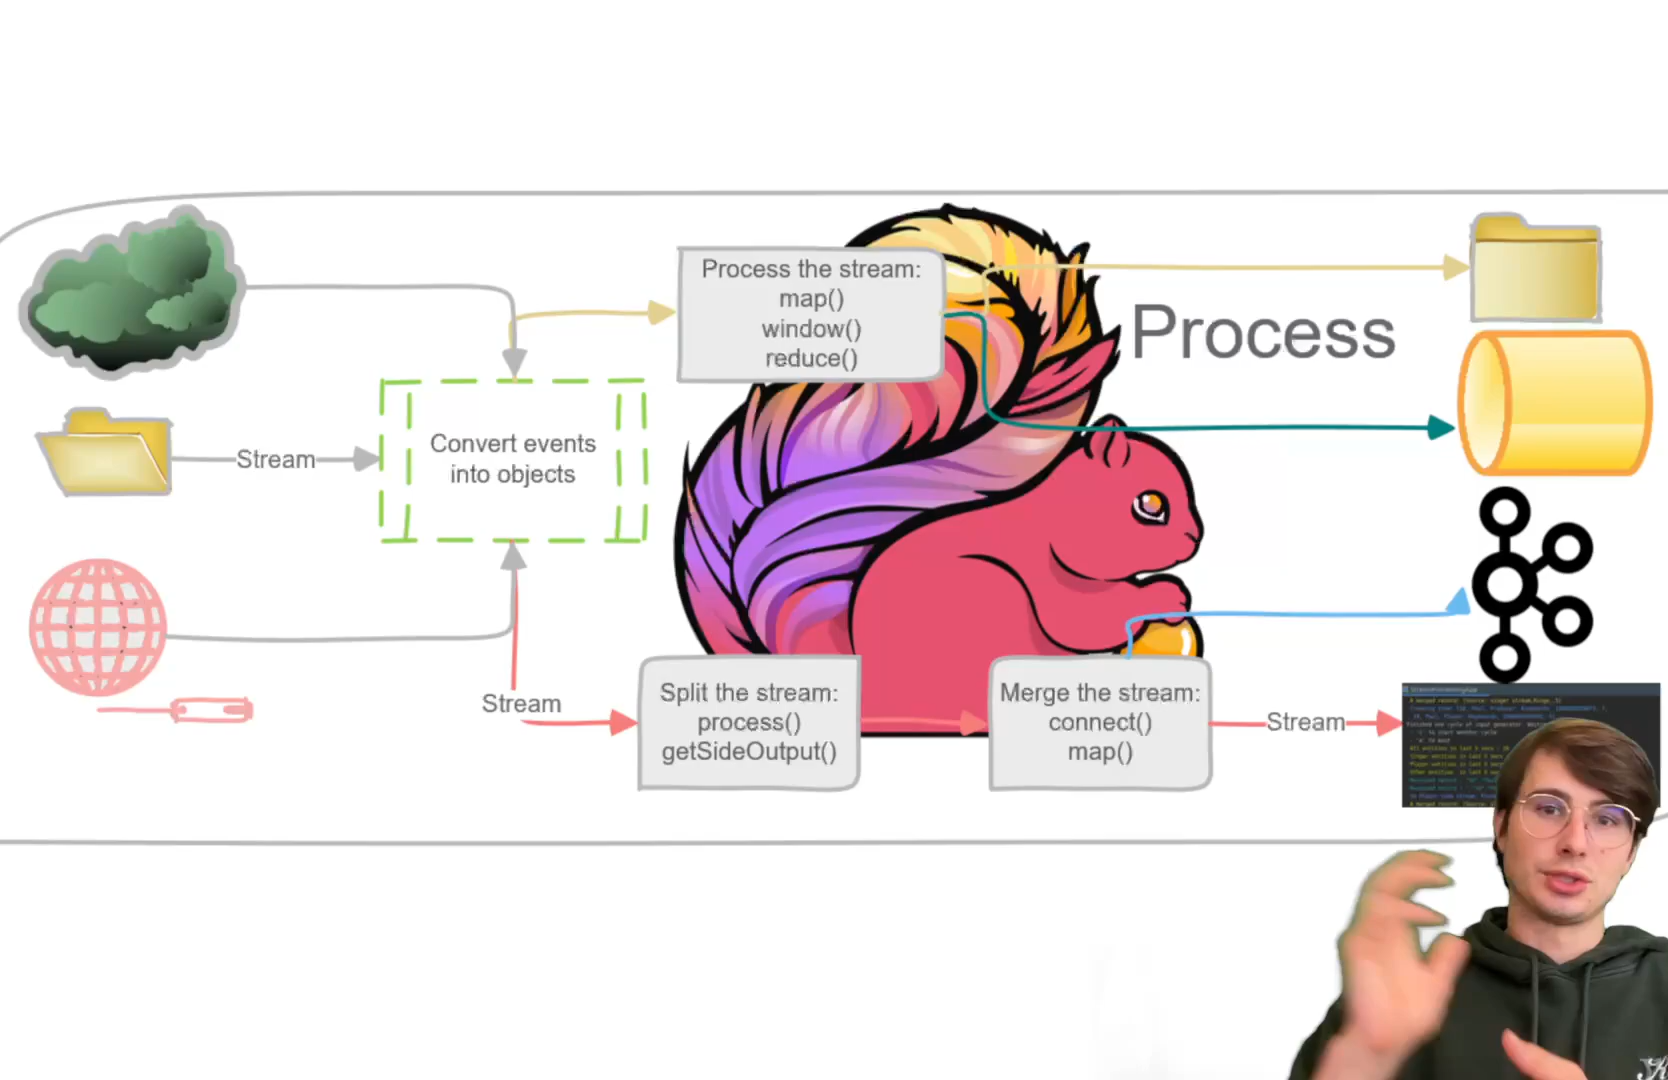 Process the stream:
map()
window()
reduce()
Process
Convert events
into objects
Stream
Stream
Split the stream:
process()
getSideOutput()
Merge the stream:
connect()
map()
Stream